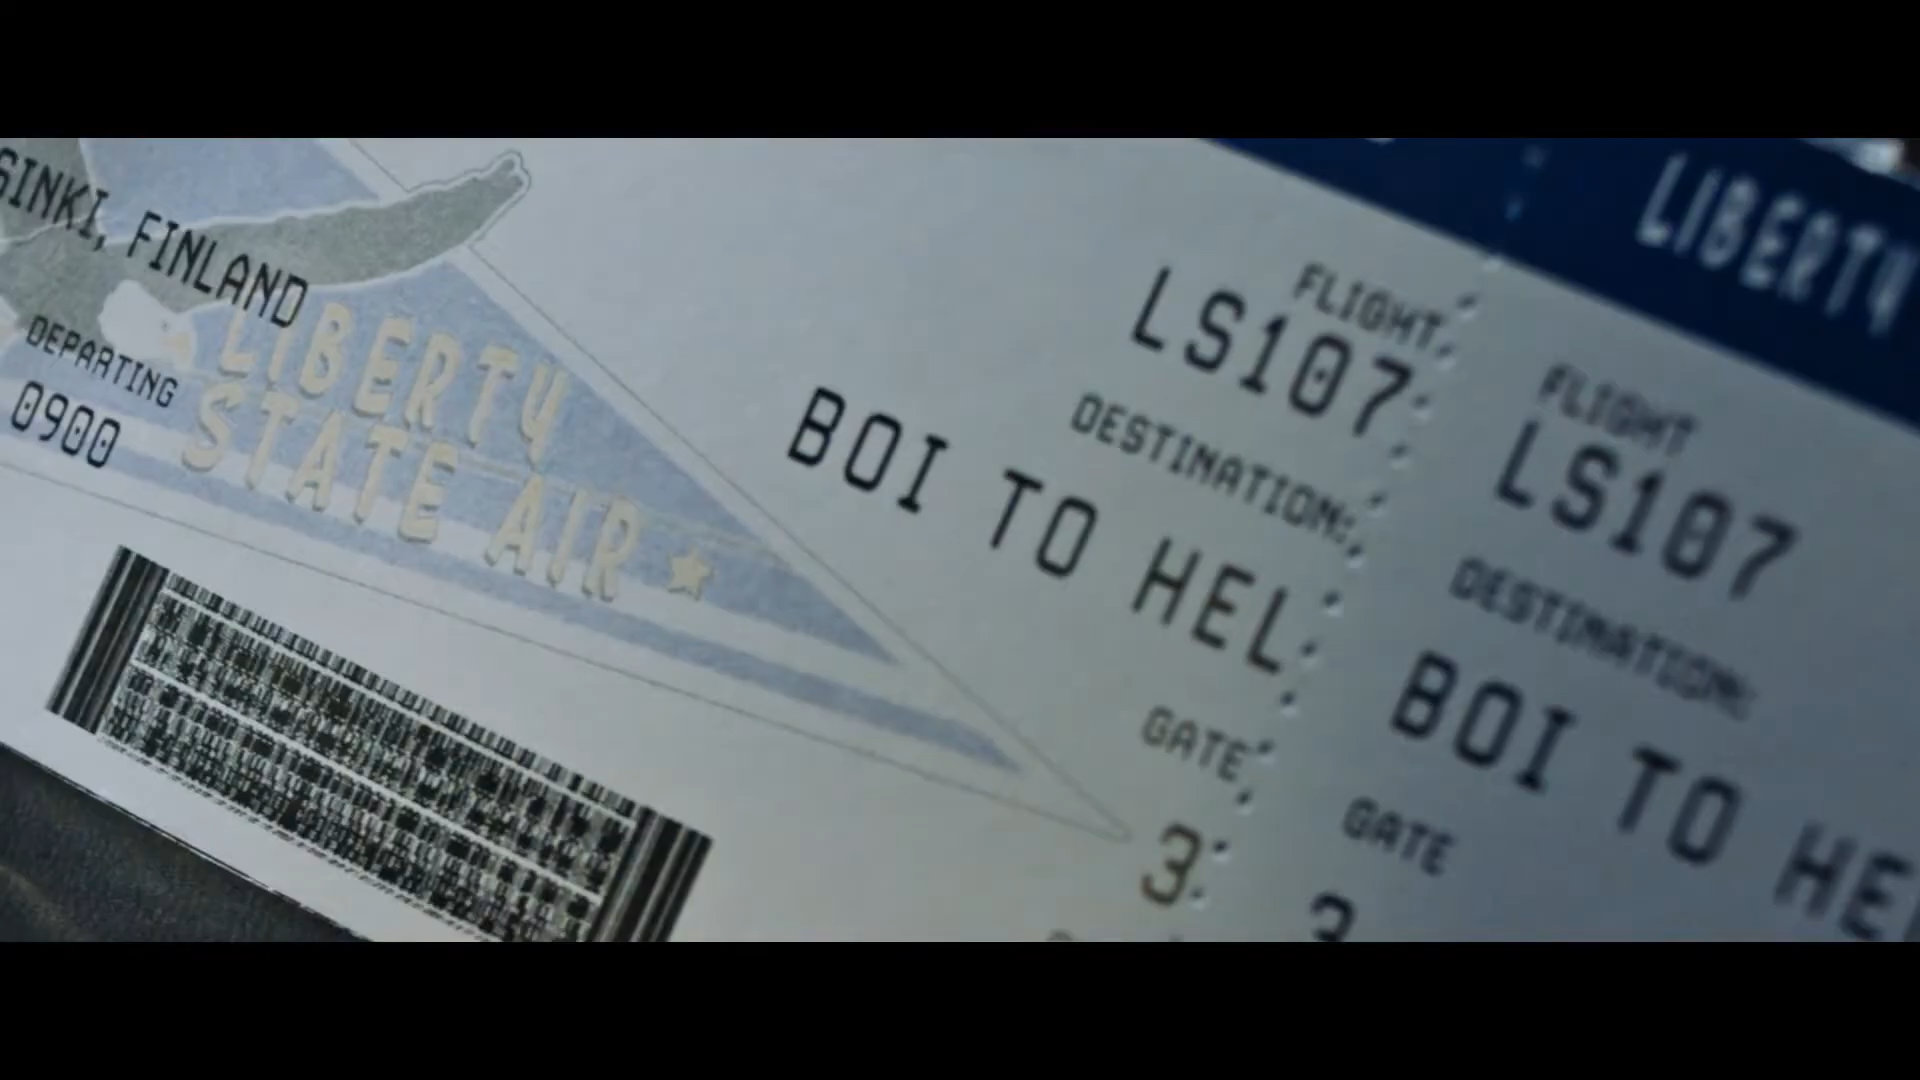 SINKI, FINLAND
DEPARTING
0900
LIBERTY
STATE AIR
FLIGHT
LS107
DESTINATION:
BOI TO HEL
GATE
3
LIBERTY
FLIGHT
LS107
DESTINATION:
BOI TO HE
GATE
3